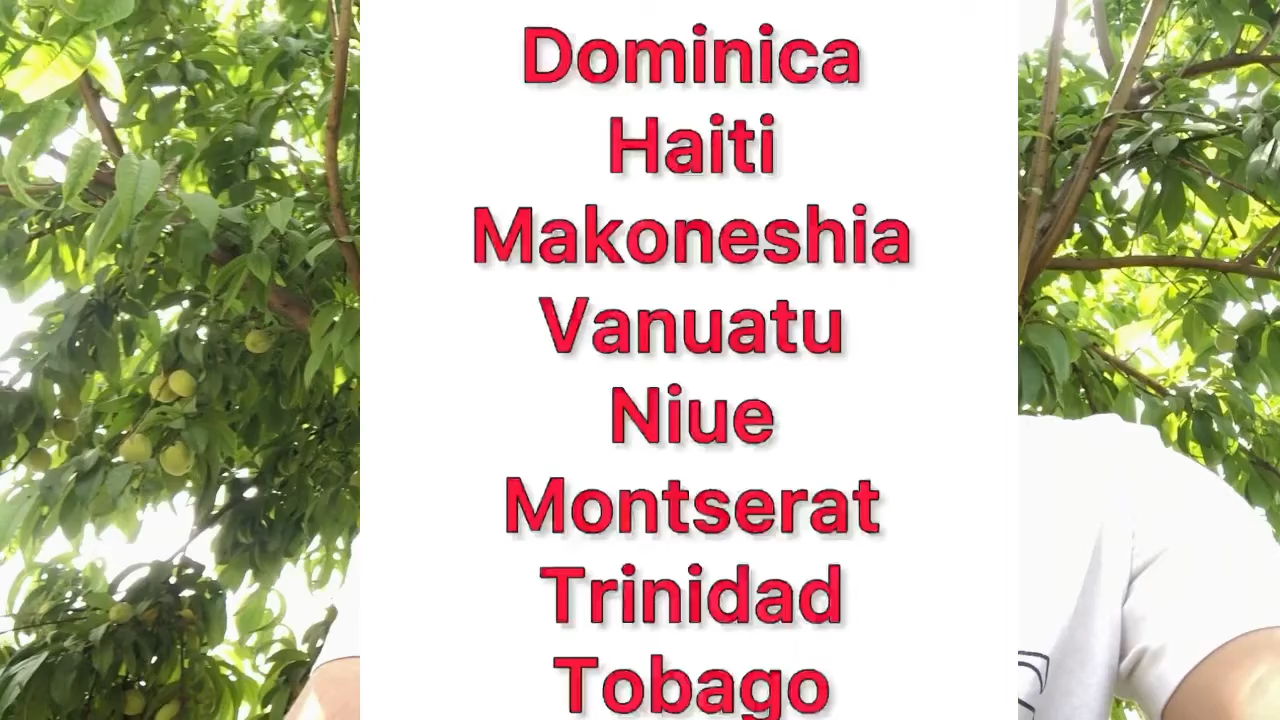 Dominica
Haiti
Makoneshia
Vanuatu
Niue
Montserat
Trinidad
Tobago